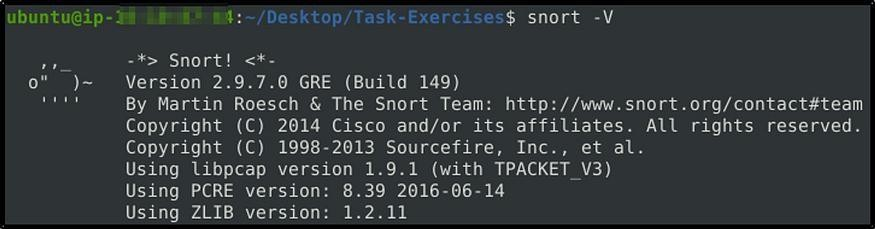 ubuntu@ip-1 4:~/Desktop/Task-Exercises$ snort -V
,,_ -*> Snort! <*-
o" )~ Version 2.9.7.0 GRE (Build 149)
'''' By Martin Roesch & The Snort Team: http://www.snort.org/contact#team
Copyright (C) 2014 Cisco and/or its affiliates. All rights reserved.
Copyright (C) 1998-2013 Sourcefire, Inc., et al.
Using libpcap version 1.9.1 (with TPACKET_V3)
Using PCRE version: 8.39 2016-06-14
Using ZLIB version: 1.2.11